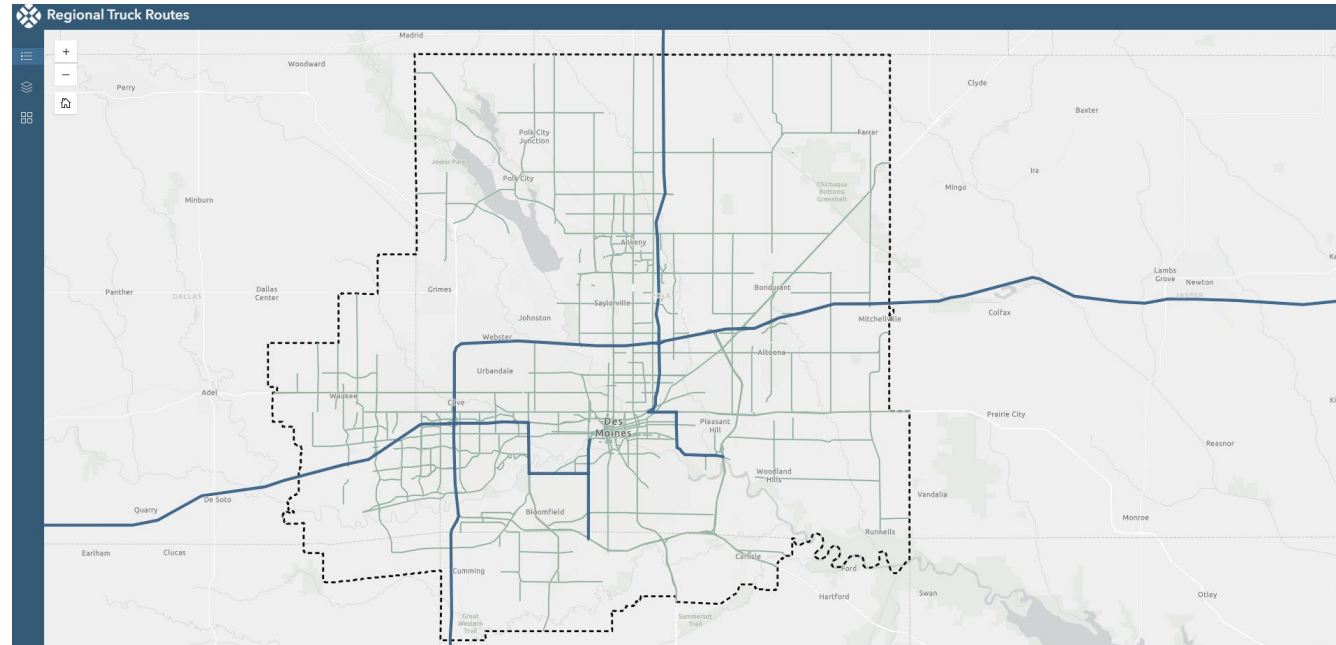 Regional Truck Routes
+
−
Madrid
Woodward
Perry
Clyde
Baxter
Polk City
Junction
Farrar
Jester Park
Ira
Polk City
Chichaqua
Bottoms
Greenbelt
Mingo
Minburn
Ankeny
Lambs
Grove
Newton
JASPER
Panther
DALLAS
Dallas
Center
Grimes
Saylorville
Bondurant
Colfax
Johnston
Mitchellville
Webster
Altoona
Urbandale
Adel
Waukee
Clive
Des
Moines
Pleasant
Hill
Prairie City
Reasnor
Woodland
Hills
De Soto
Vandalia
Quarry
Bloomfield
Monroe
Runnells
Earlham
Clucas
Carlisle
Cumming
Ford
Hartford
Swan
Otley
Great
Western
Trail
Summerset
Trail